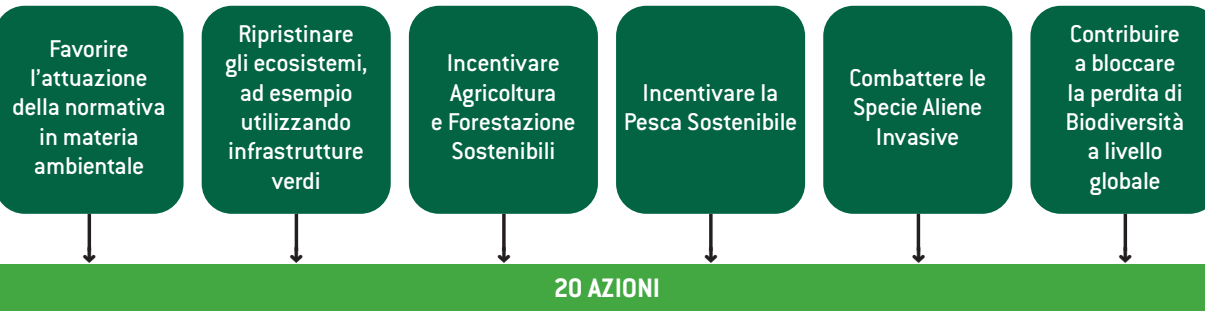 Favorire
l'attuazione
della normativa
in materia
ambientale
Ripristinare
gli ecosistemi,
ad esempio
utilizzando
infrastrutture
verdi
Incentivare
Agricoltura
e Forestazione
Sostenibili
Incentivare la
Pesca Sostenibile
Combattere le
Specie Aliene
Invasive
Contribuire
a bloccare
la perdita di
Biodiversità
a livello
globale
20 AZIONI